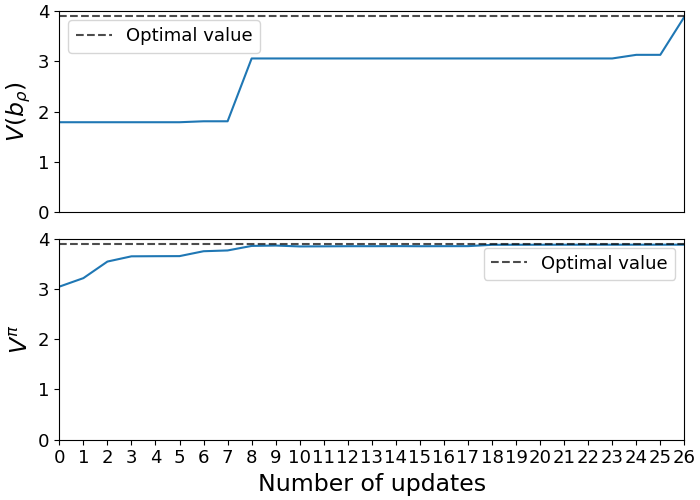 4
Optimal value
3
V(b_ρ)
2
1
0
4
Optimal value
3
V^π
2
1
0
0 1 2 3 4 5 6 7 8 9 10 11 12 13 14 15 16 17 18 19 20 21 22 23 24 25 26
Number of updates